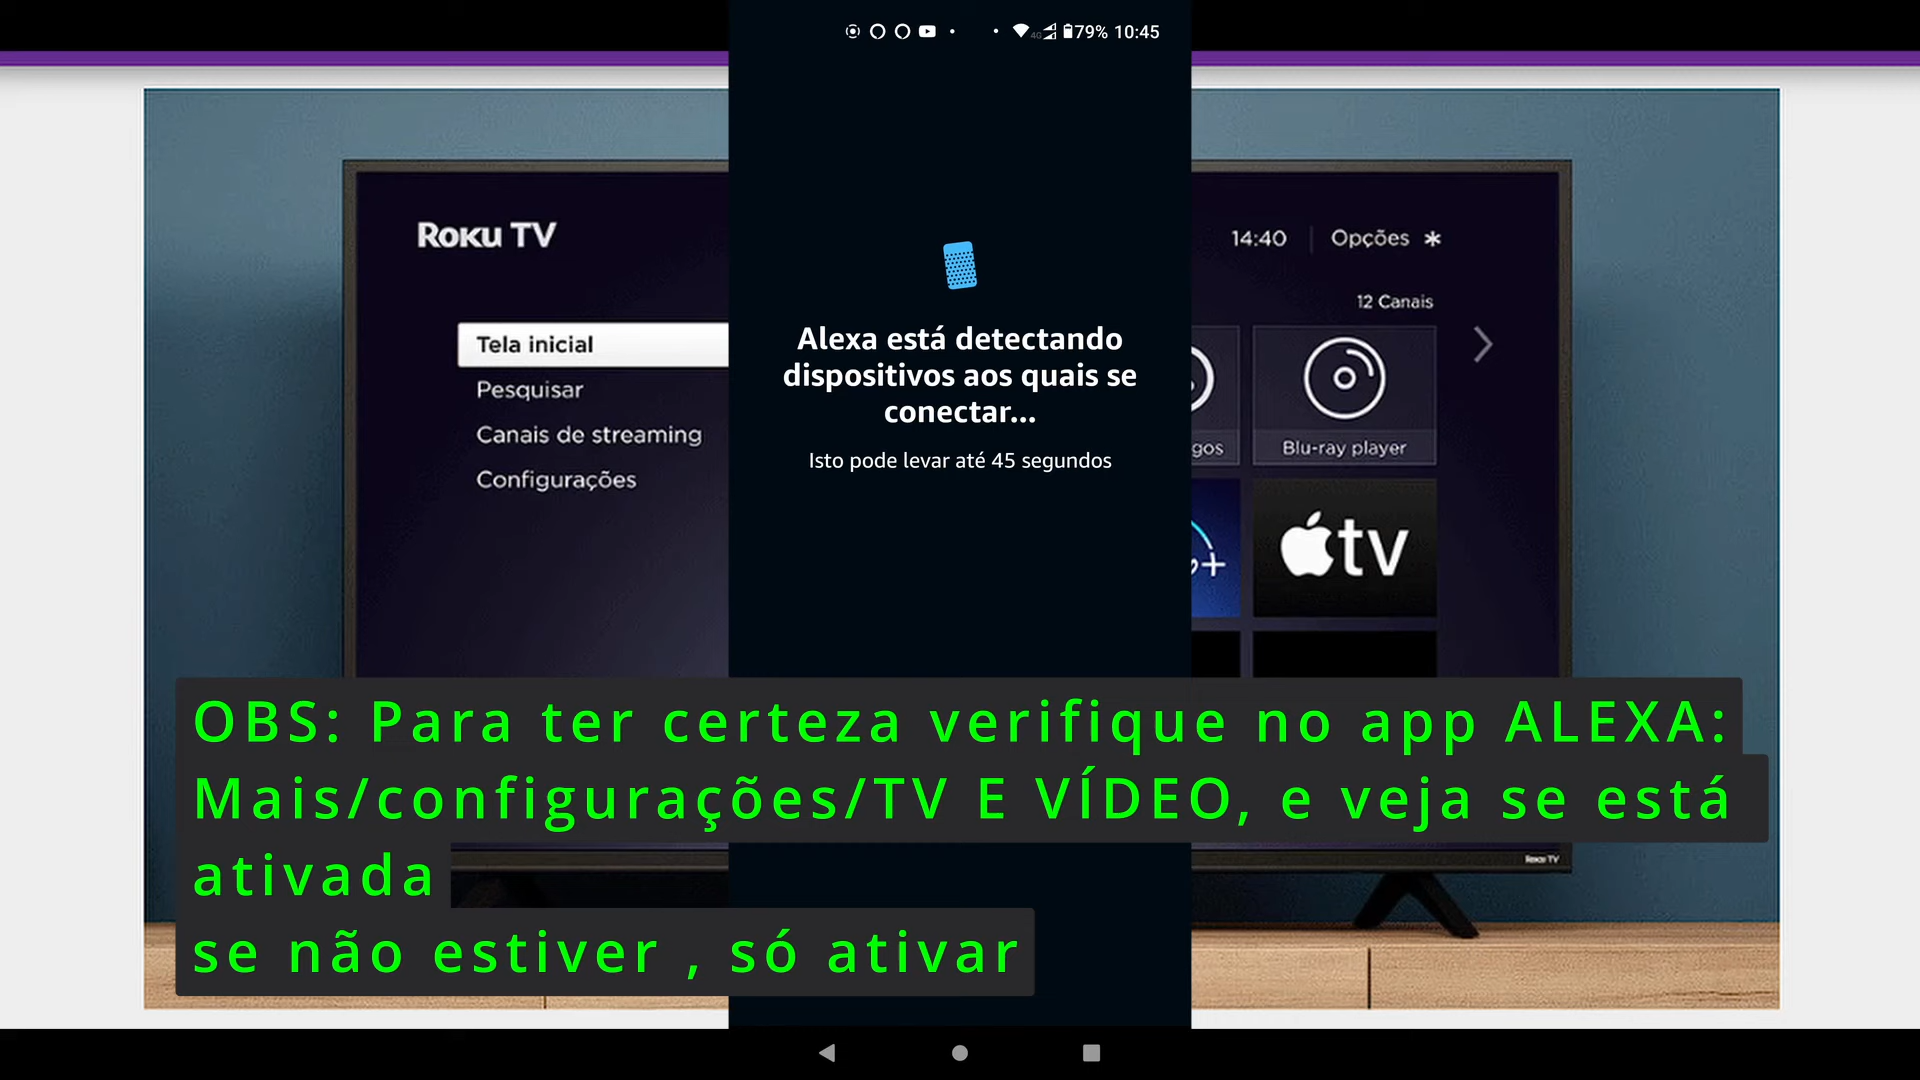 79% 10:45
Roku TV
14:40 | Opções *
12 Canais
Tela inicial
Pesquisar
Canais de streaming
Configurações
Alexa está detectando
dispositivos aos quais se
conectar...
Isto pode levar até 45 segundos
gos
Blu-ray player
tv
OBS: Para ter certeza verifique no app ALEXA:
Mais/configurações/TV E VÍDEO, e veja se está
ativada
se não estiver , só ativar
Roku TV